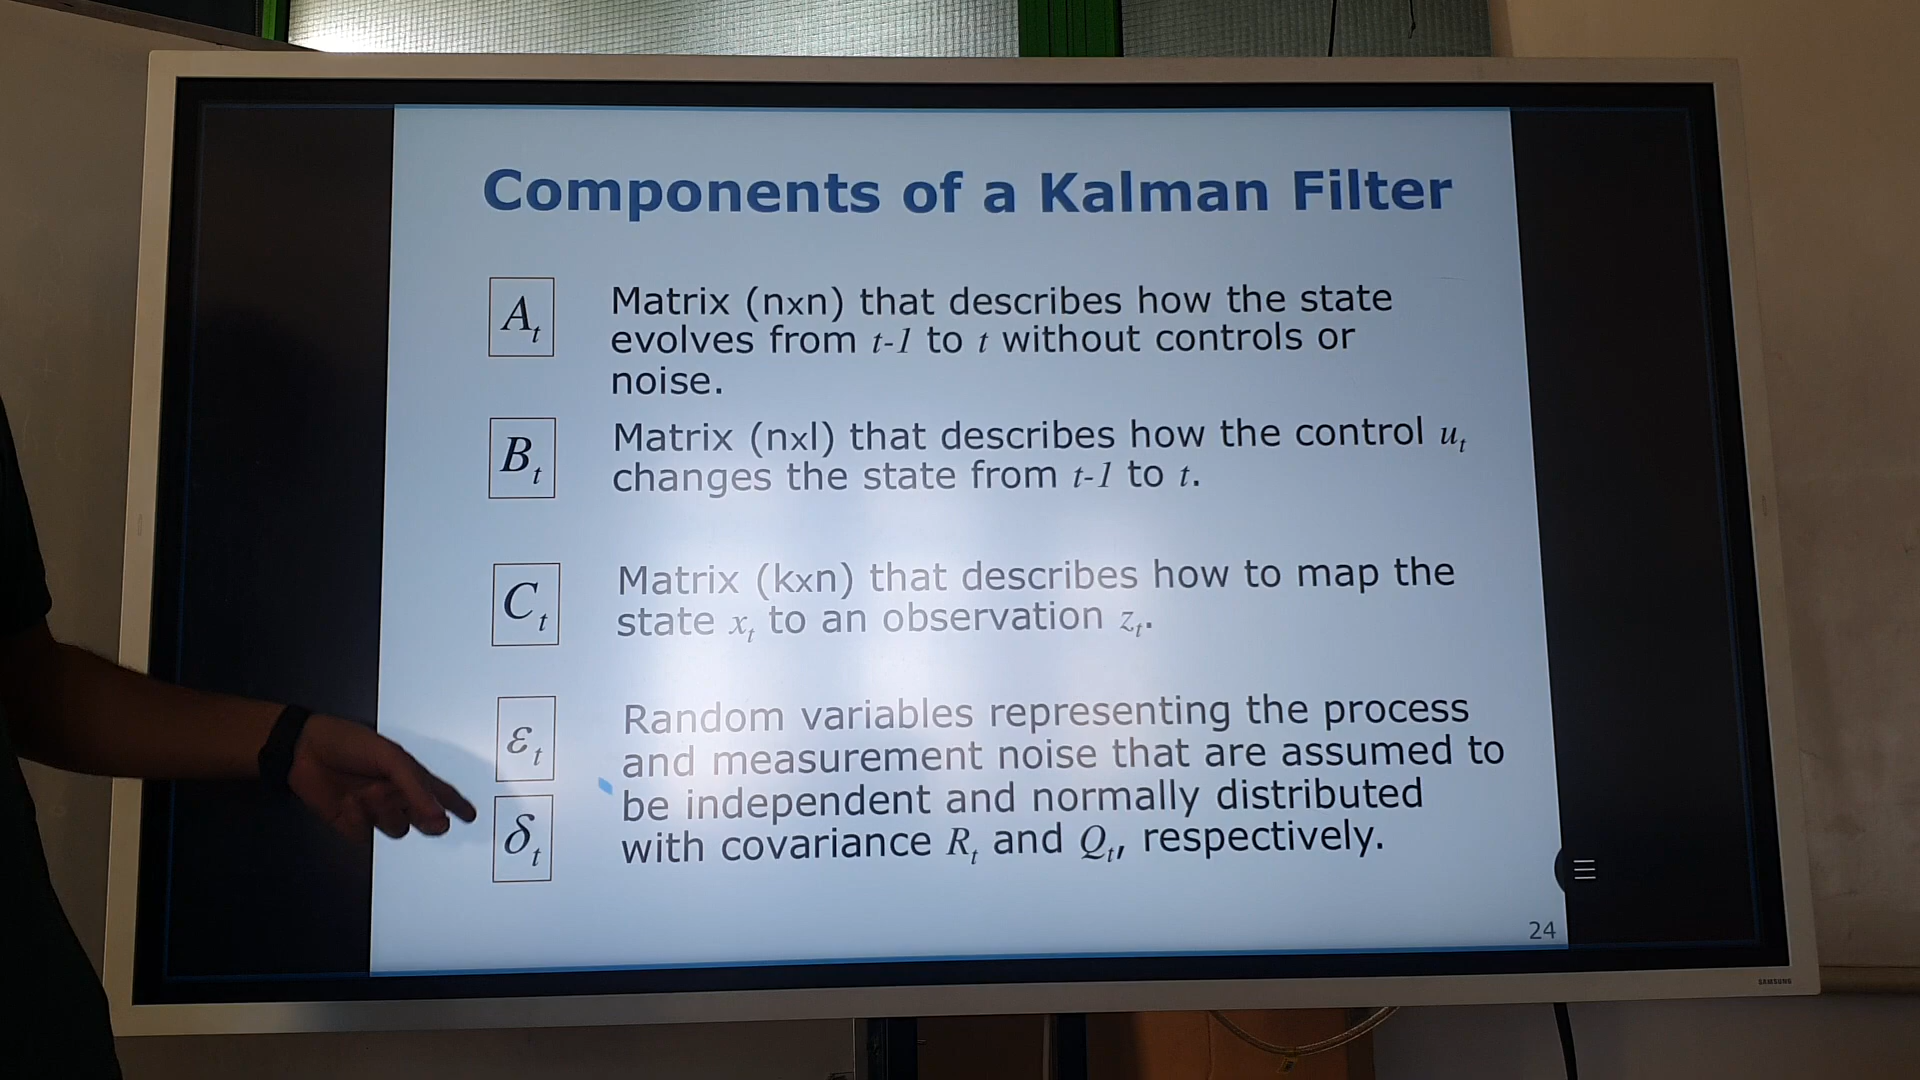 Components of a Kalman Filter
A_t
Matrix (nxn) that describes how the state
evolves from t-1 to t without controls or
noise.
B_t
Matrix (nxl) that describes how the control u_t
changes the state from t-1 to t.
C_t
Matrix (kxn) that describes how to map the
state x_t to an observation z_t.
ε_t
δ_t
Random variables representing the process
and measurement noise that are assumed to
be independent and normally distributed
with covariance R_t and Q_t, respectively.
24
SAMSUNG